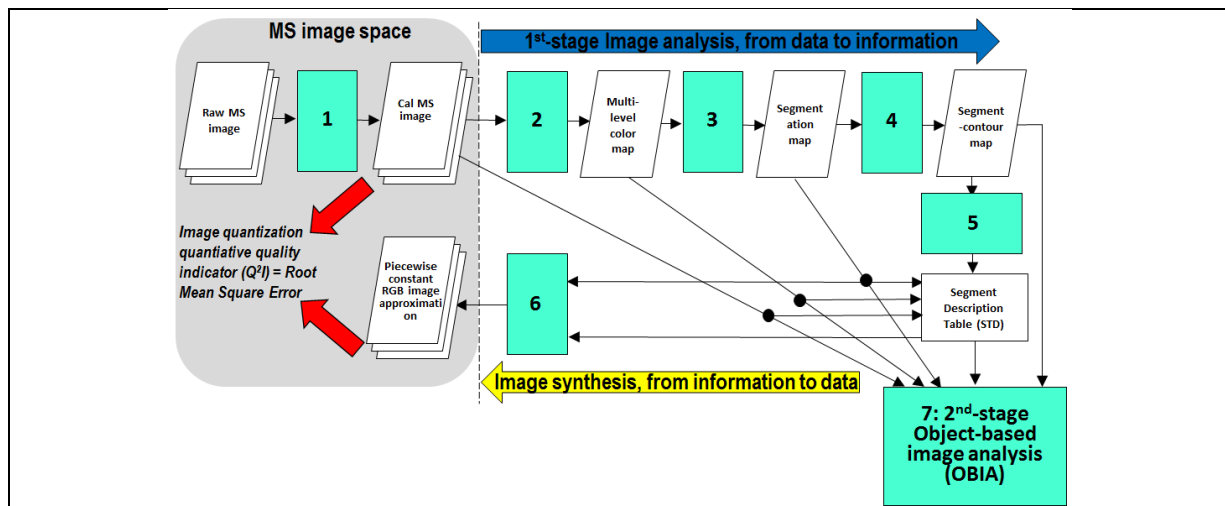 MS image space
1st-stage Image analysis, from data to information
Raw MS
image
1
Cal MS
image
2
Multi-
level color
map
3
Segment
ation
map
4
Segment
-contour
map
5
Image quantization
quantiative quality
indicator (Q²I) = Root
Mean Square Error
Piecewise
constant
RGB image
approximati
on
6
Segment
Description
Table (STD)
Image synthesis, from information to data
7: 2nd-stage
Object-based
image analysis
(OBIA)